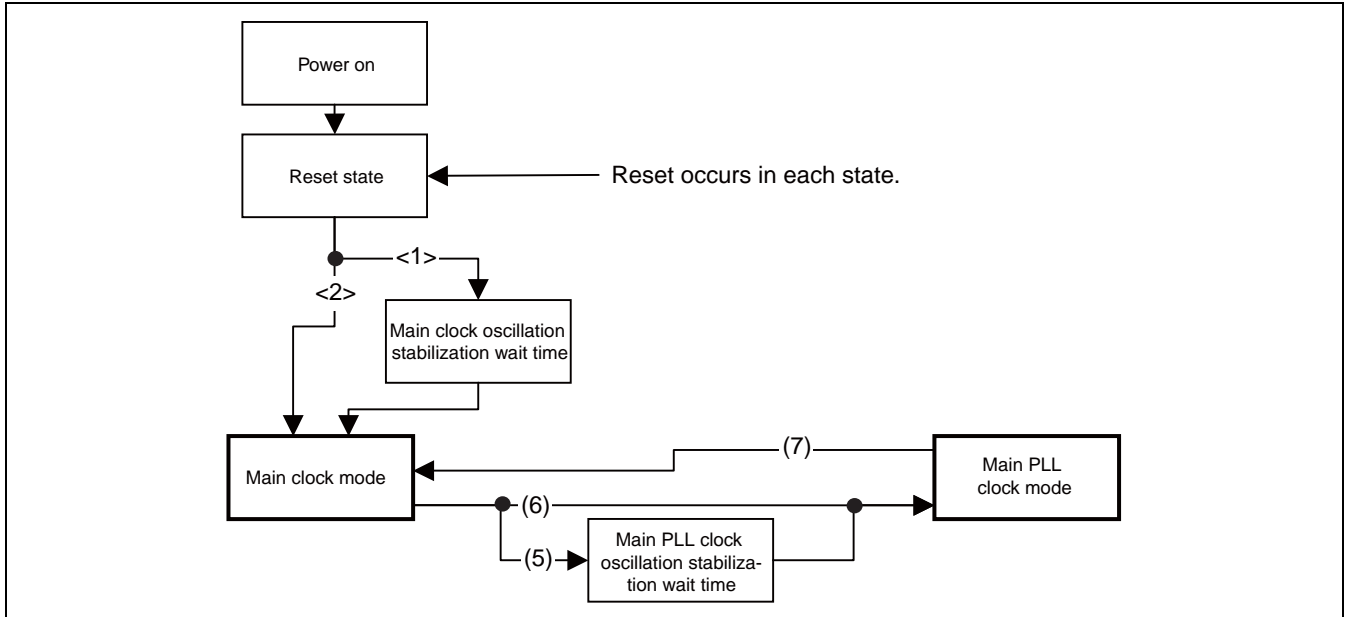 Power on
Reset state
Reset occurs in each state.
<1>
<2>
Main clock oscillation
stabilization wait time
(7)
Main clock mode
Main PLL
clock mode
(6)
(5)
Main PLL clock
oscillation stabiliza-
tion wait time